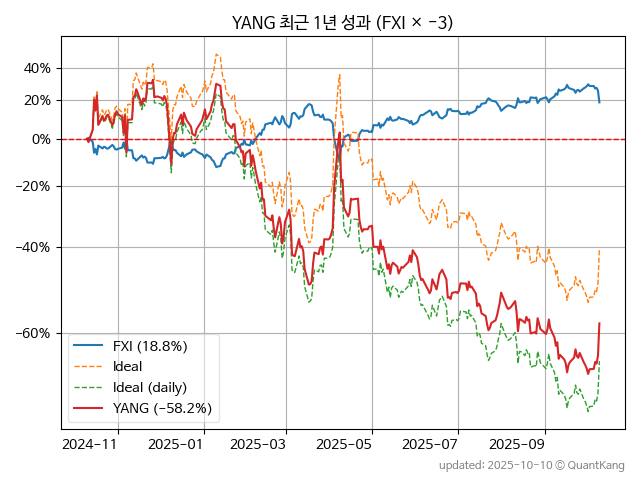 YANG 최근 1년 성과 (FXI × −3)
40%
20%
0%
−20%
−40%
−60%
FXI (18.8%)
Ideal
Ideal (daily)
YANG (−58.2%)
2024−11 2025−01 2025−03 2025−05 2025−07 2025−09
updated: 2025-10-10 © QuantKang